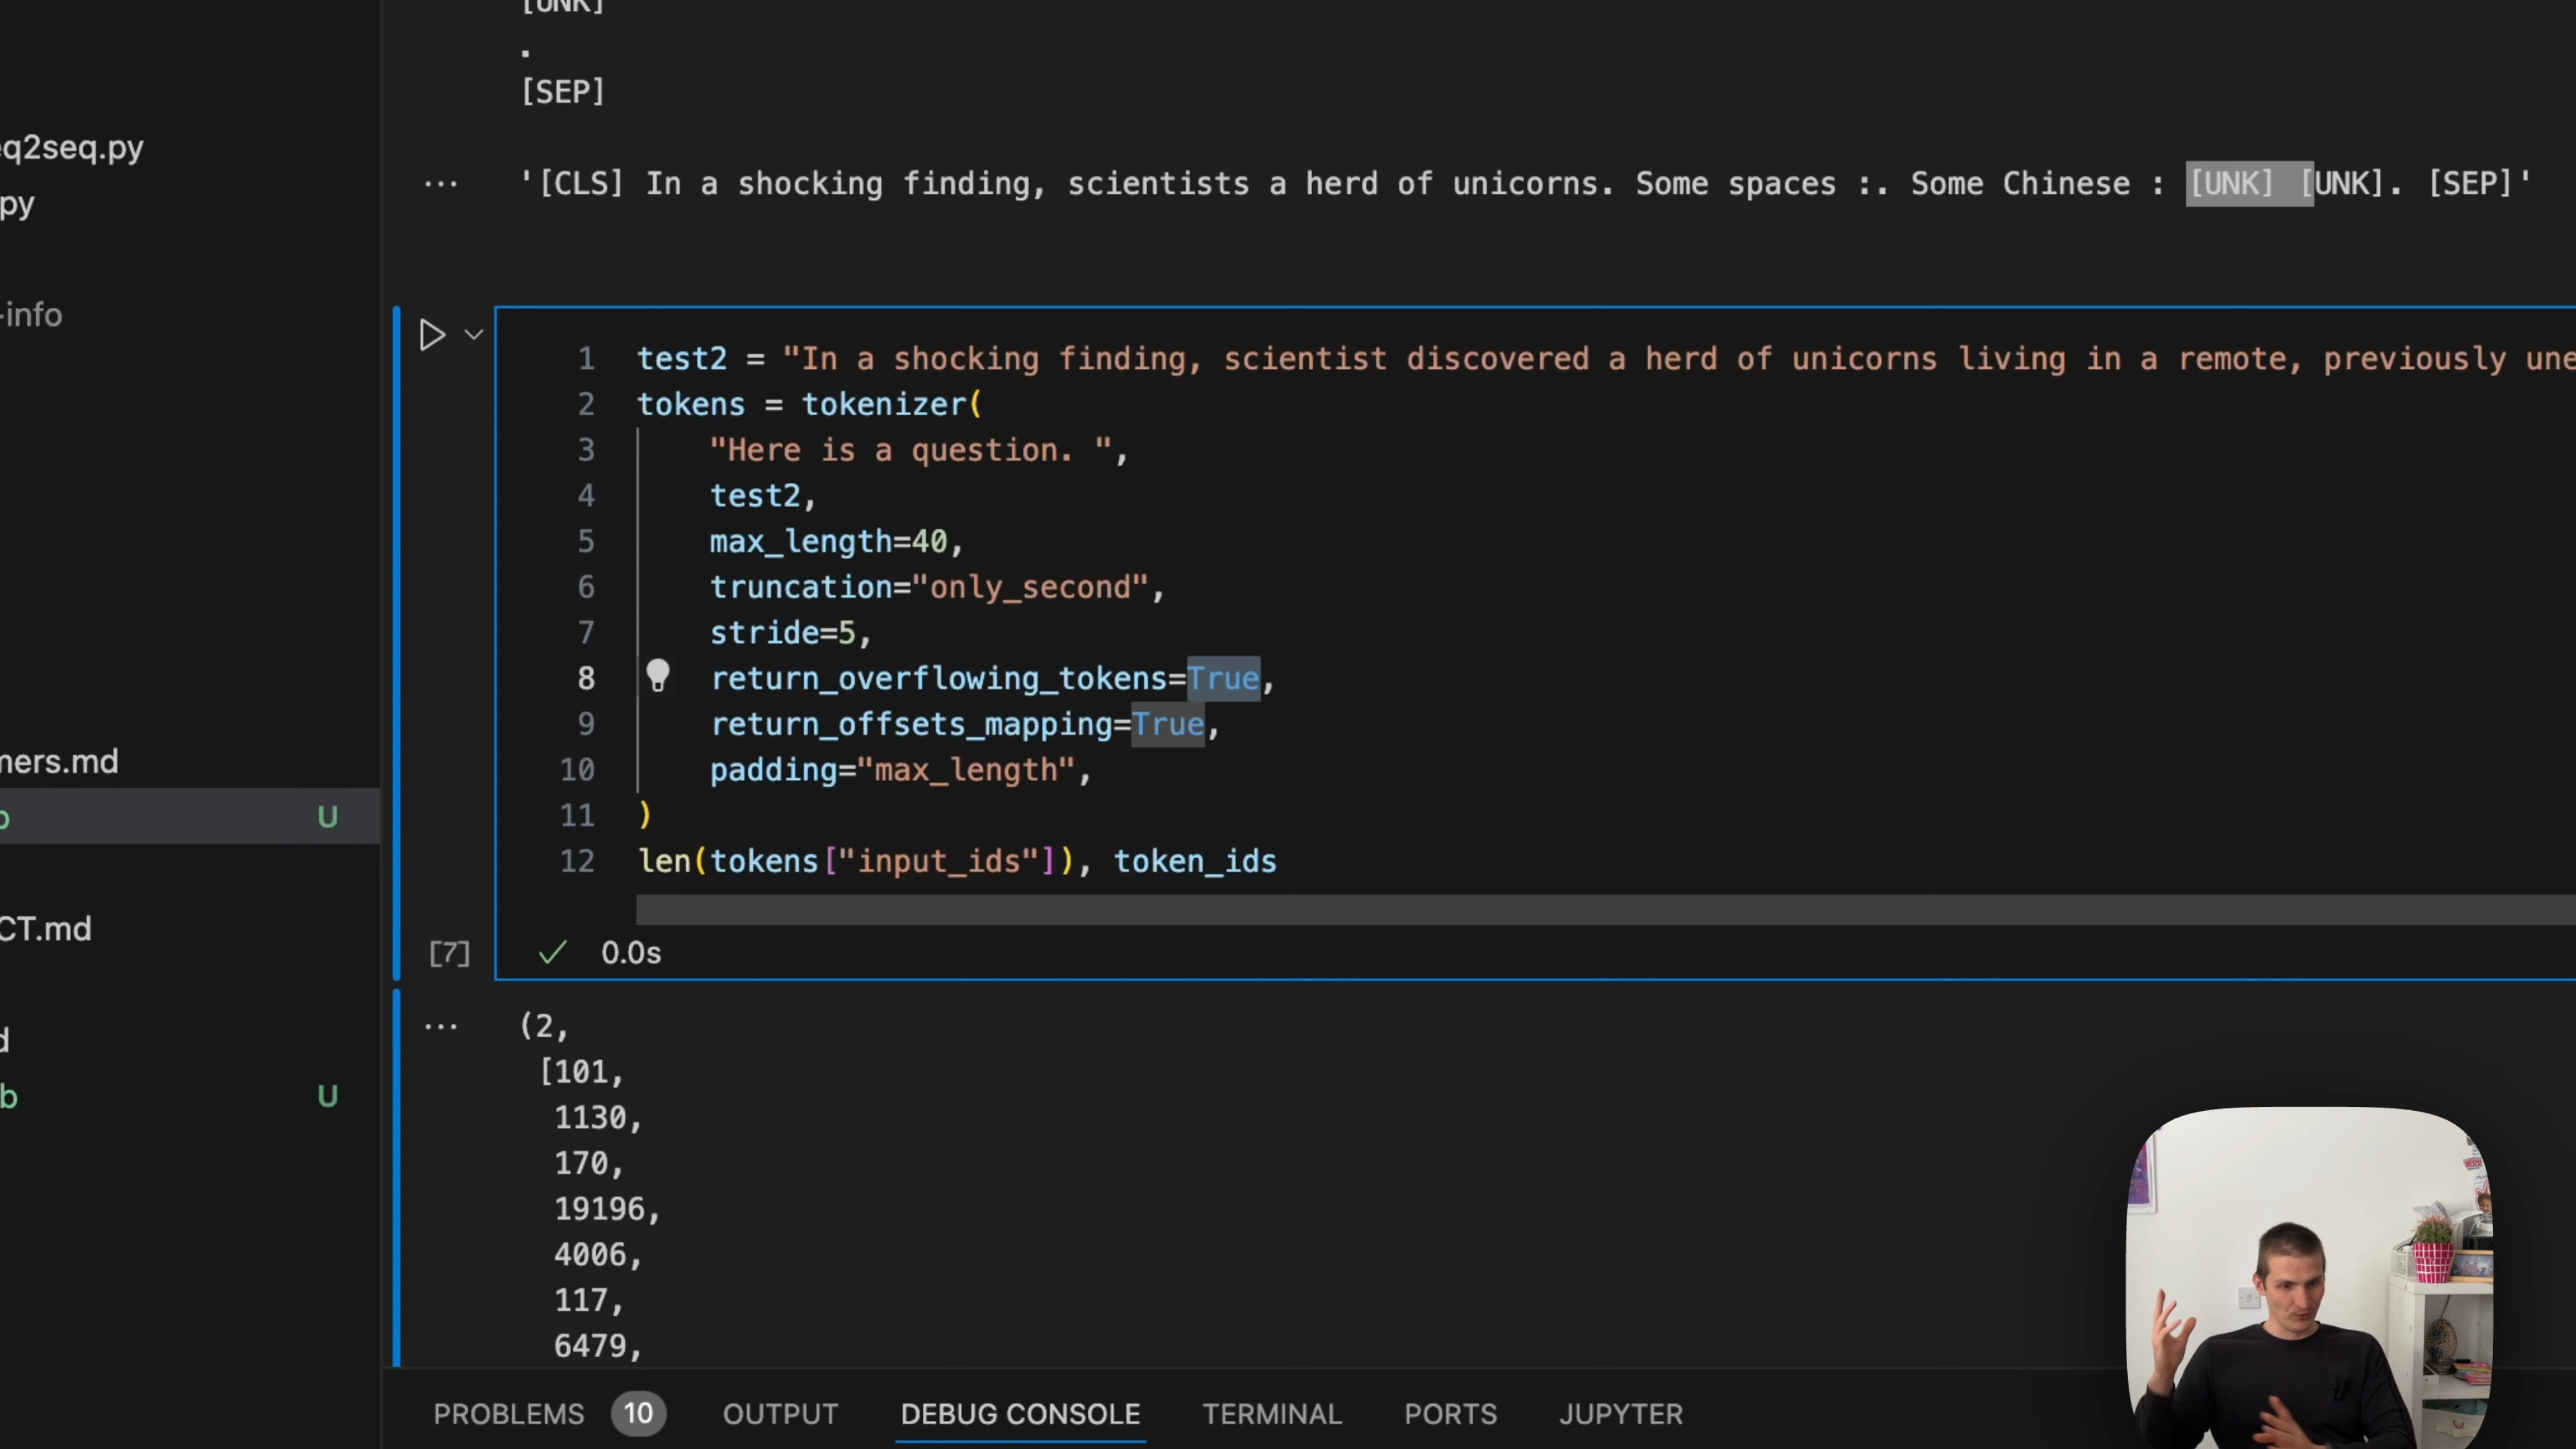 [UNK]
.
[SEP]
eq2seq.py
py
-info
mers.md
b U
CT.md
d
b U
... '[CLS] In a shocking finding, scientists a herd of unicorns. Some spaces :. Some Chinese : [UNK] [UNK]. [SEP]'
1 test2 = "In a shocking finding, scientist discovered a herd of unicorns living in a remote, previously une
2 tokens = tokenizer(
3 "Here is a question. ",
4 test2,
5 max_length=40,
6 truncation="only_second",
7 stride=5,
8 return_overflowing_tokens=True,
9 return_offsets_mapping=True,
10 padding="max_length",
11 )
12 len(tokens["input_ids"]), token_ids
[7] 0.0s
... (2,
[101,
1130,
170,
19196,
4006,
117,
6479,
PROBLEMS 10 OUTPUT DEBUG CONSOLE TERMINAL PORTS JUPYTER